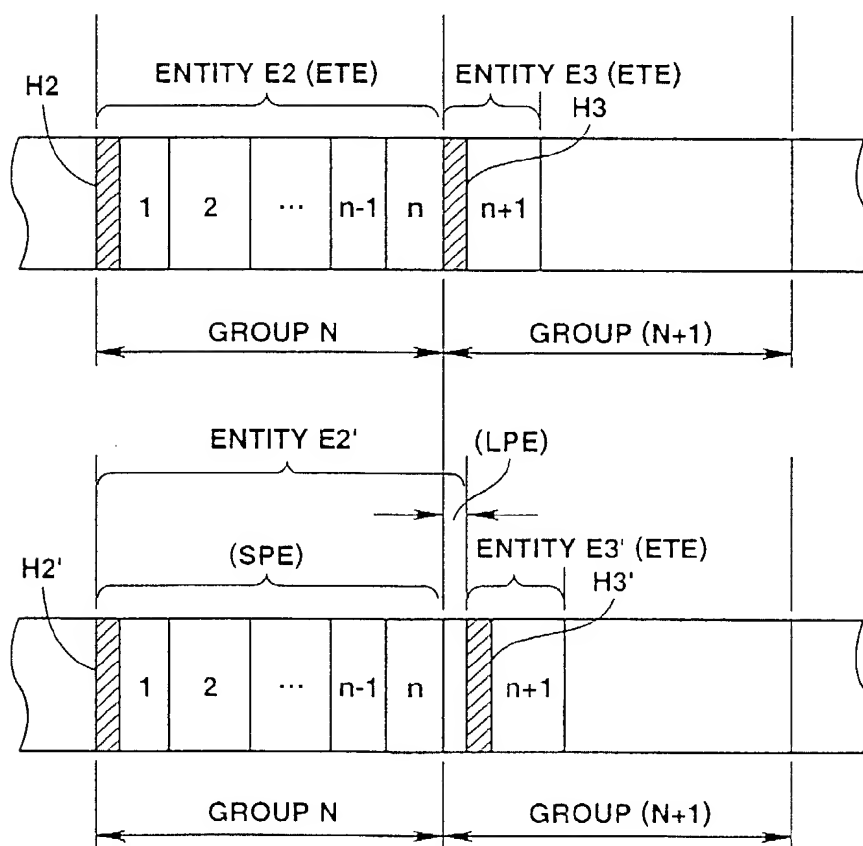 ENTITY E2 (ETE) ENTITY E3 (ETE)
H2 H3
1 2 ... n-1 n n+1
GROUP N GROUP (N+1)
ENTITY E2' (LPE)
(SPE) ENTITY E3' (ETE)
H2' H3'
1 2 ... n-1 n n+1
GROUP N GROUP (N+1)